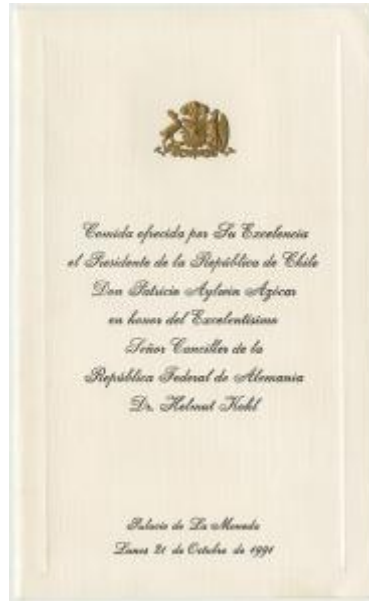 Comida ofrecida por Su Excelencia
el Presidente de la República de Chile
Don Patricio Aylwin Azócar
en honor del Excelentísimo
Señor Canciller de la
República Federal de Alemania
Dr. Helmut Kohl
Palacio de La Moneda
Lunes 21 de Octubre de 1991